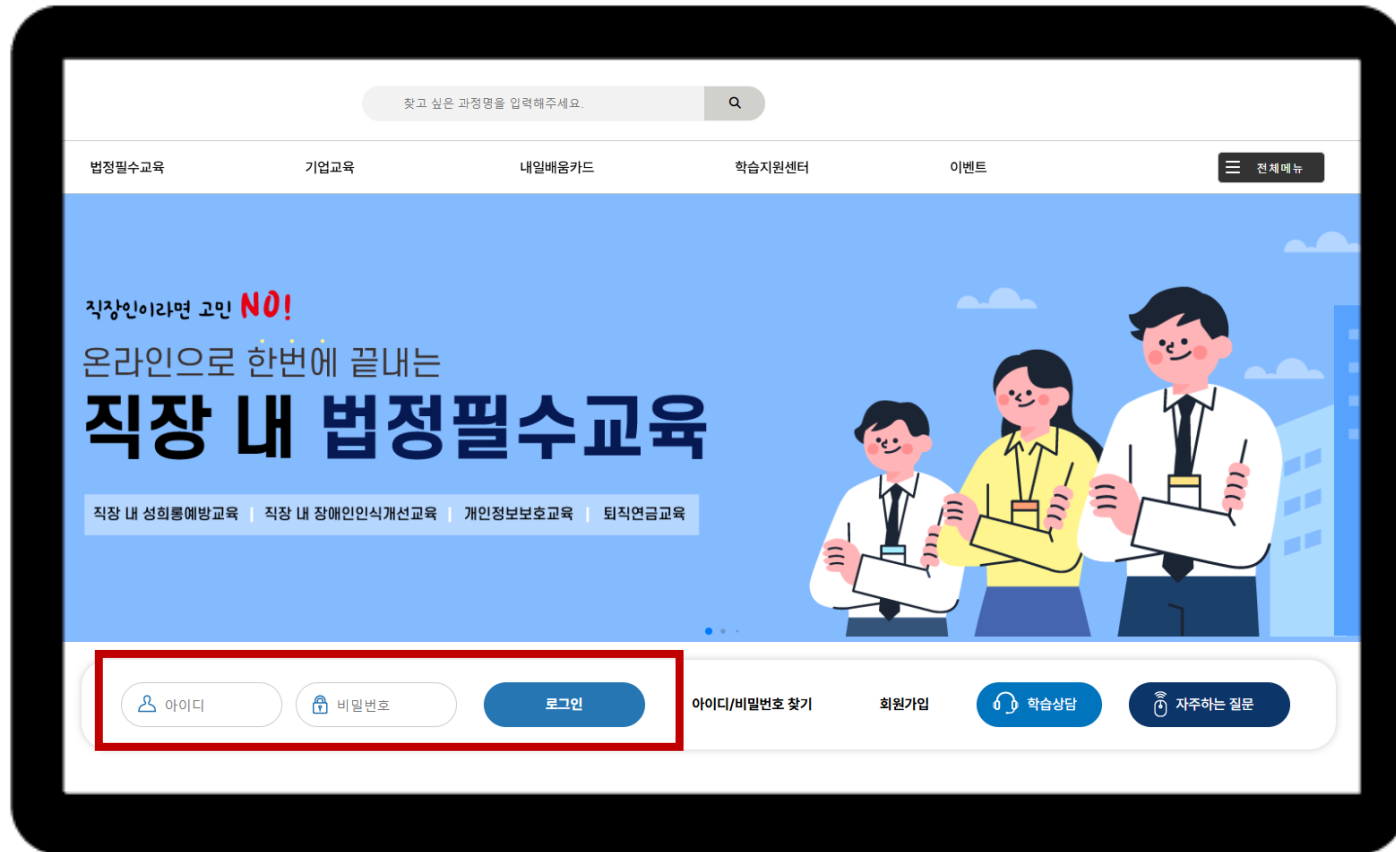 찾고 싶은 과정명을 입력해주세요.
법정필수교육 기업교육 내일배움카드 학습지원센터 이벤트 전체메뉴
직장인이라면 고민 NO!
온라인으로 한번에 끝내는
직장 내 법정필수교육
직장 내 성희롱예방교육 | 직장 내 장애인인식개선교육 | 개인정보보호교육 | 퇴직연금교육
아이디 비밀번호 로그인 아이디/비밀번호 찾기 회원가입 학습상담 자주하는 질문